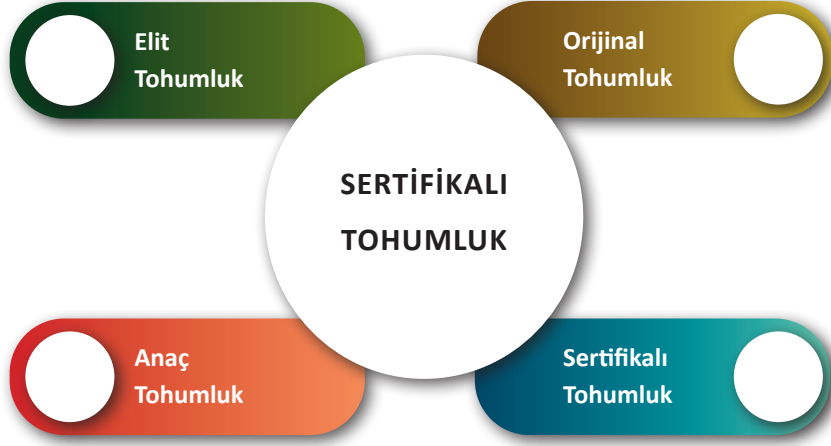 Elit
Tohumluk
Orijinal
Tohumluk
SERTİFİKALI
TOHUMLUK
Anaç
Tohumluk
Sertifikalı
Tohumluk